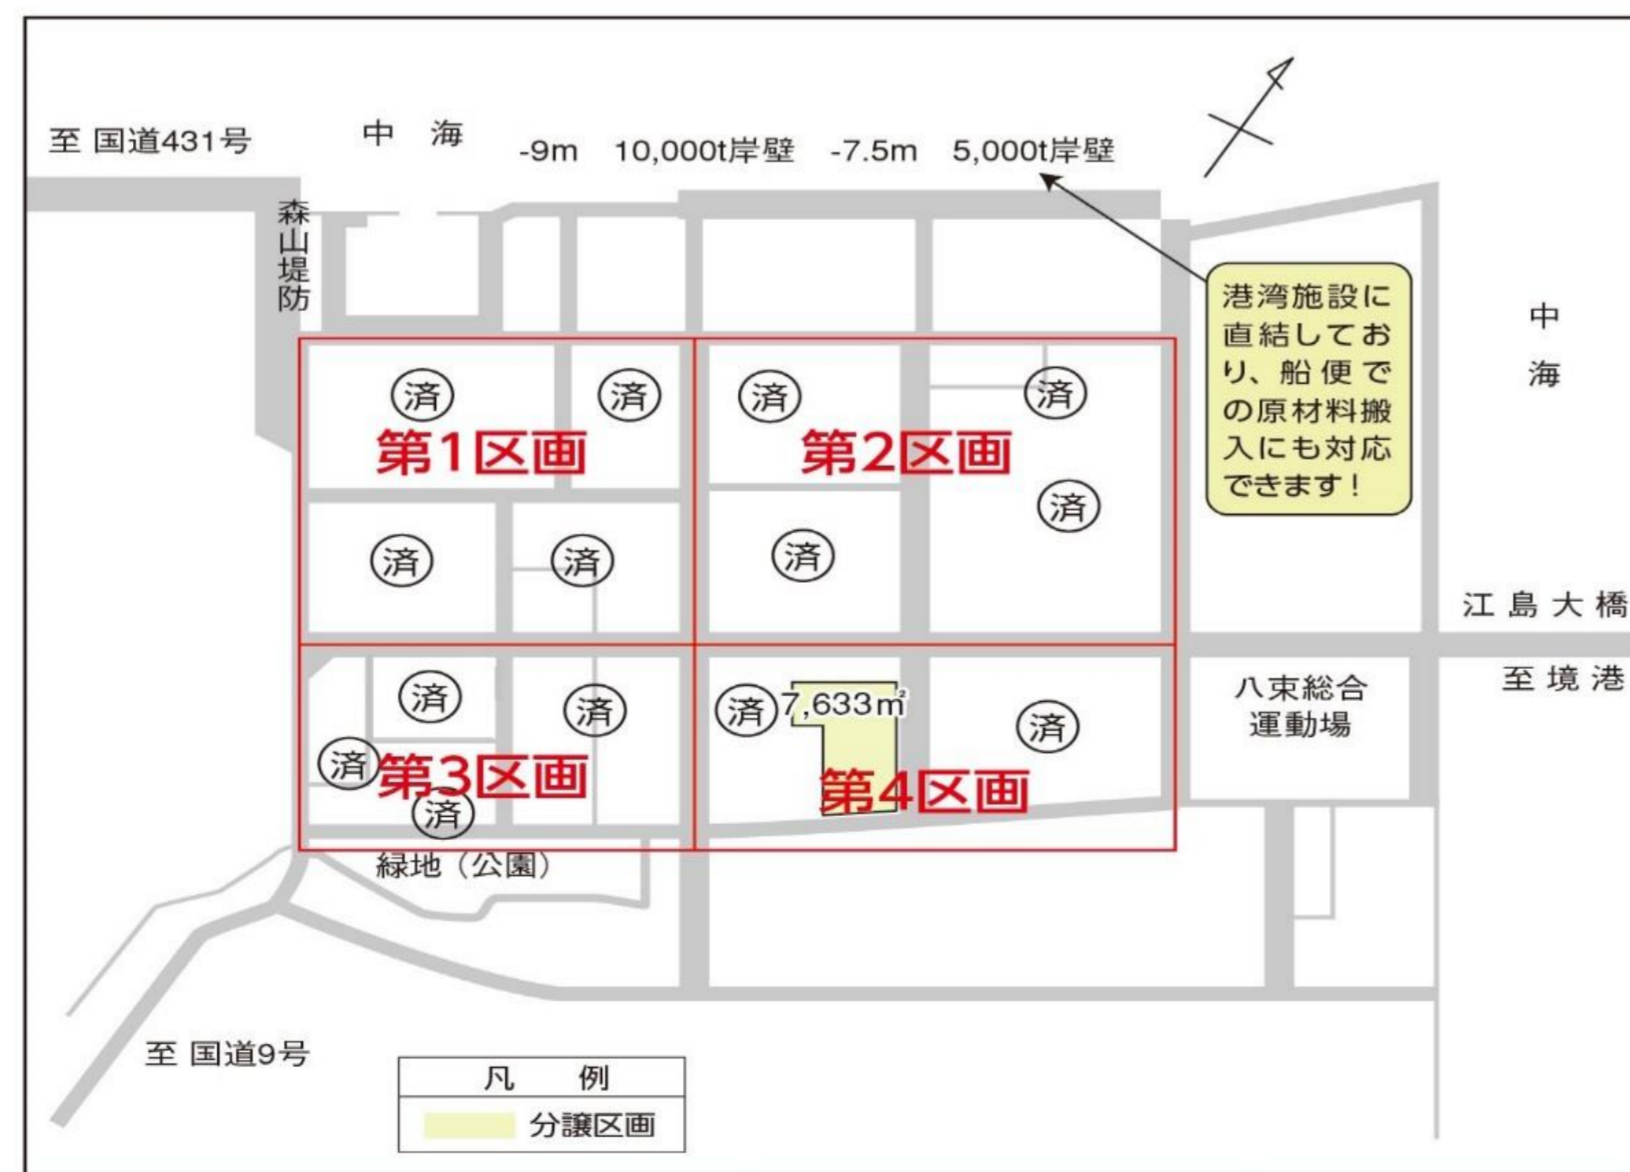 至 国道431号
中 海
-9m 10,000t岸壁 -7.5m 5,000t岸壁
森山堤防
港湾施設に
直結してお
り、船便で
の原材料搬
入にも対応
できます！
中海
済
済
済
済
済
第1区画
第2区画
済
済
済
済
江島大橋
至境港
八束総合
運動場
済
済
済
7,633㎡
済
済
第3区画
済
第4区画
緑地（公園）
至 国道9号
凡 例
分譲区画